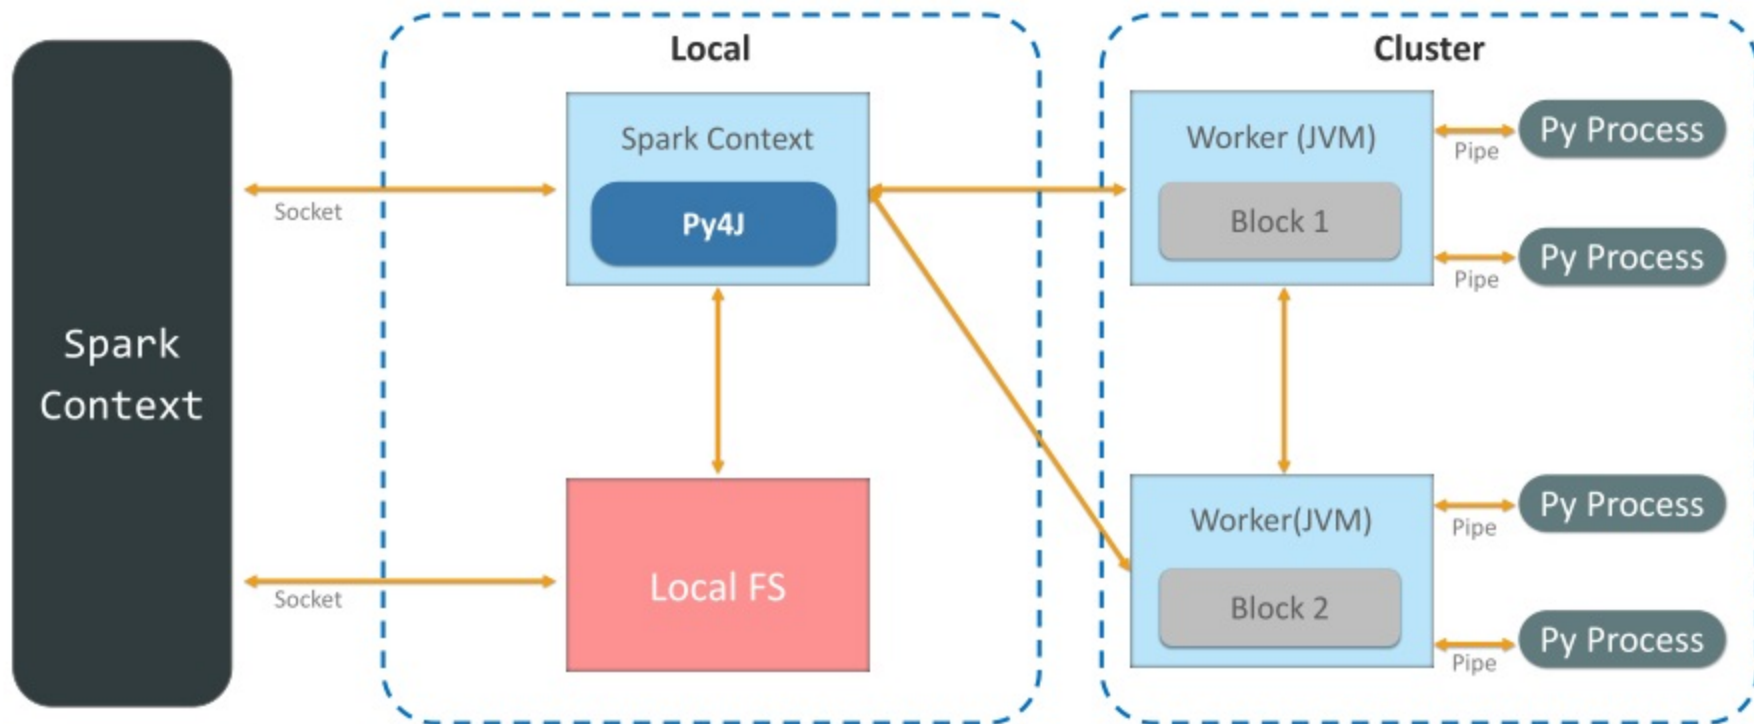 Spark
Context
Socket
Socket
Local
Spark Context
Py4J
Local FS
Cluster
Worker (JVM)
Block 1
Pipe
Py Process
Pipe
Py Process
Worker(JVM)
Block 2
Pipe
Py Process
Pipe
Py Process